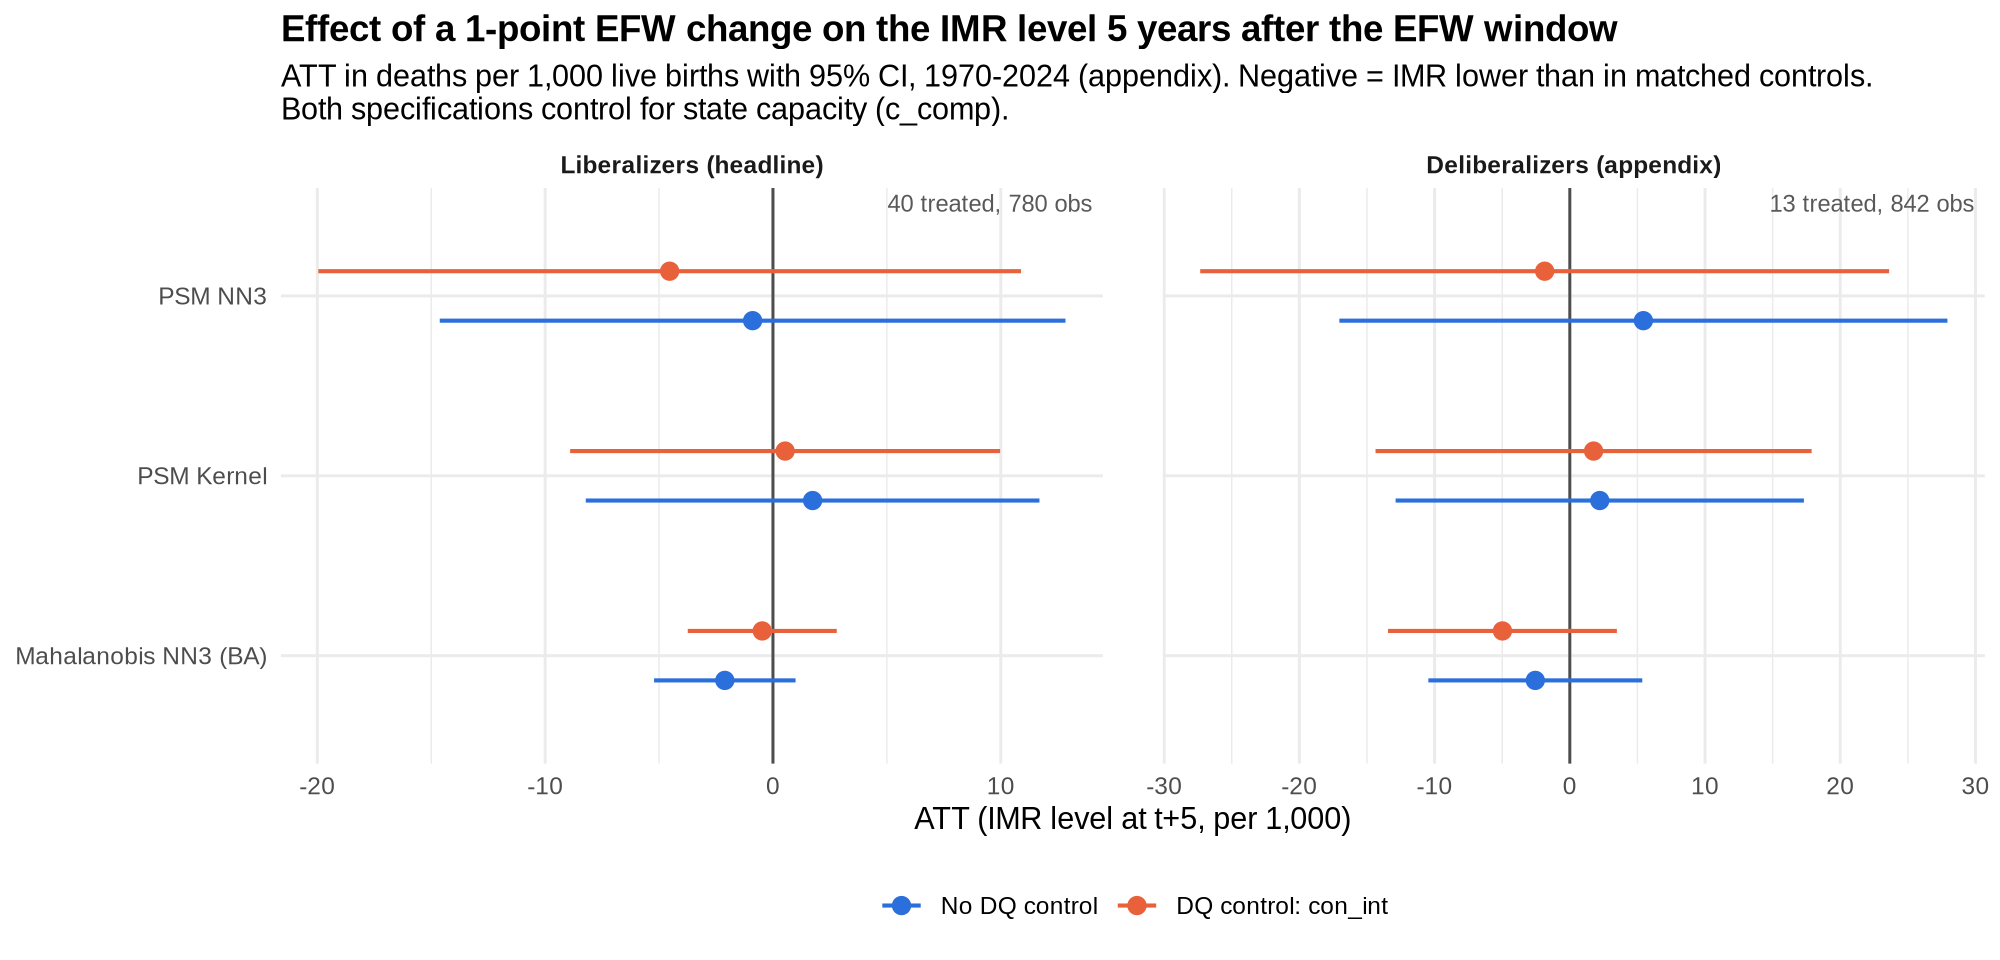 Effect of a 1-point EFW change on the IMR level 5 years after the EFW window
ATT in deaths per 1,000 live births with 95% CI, 1970-2024 (appendix). Negative = IMR lower than in matched controls.
Both specifications control for state capacity (c_comp).
Liberalizers (headline)
Deliberalizers (appendix)
40 treated, 780 obs
13 treated, 842 obs
PSM NN3
PSM Kernel
Mahalanobis NN3 (BA)
-20 -10 0 10
-30 -20 -10 0 10 20 30
ATT (IMR level at t+5, per 1,000)
No DQ control
DQ control: con_int